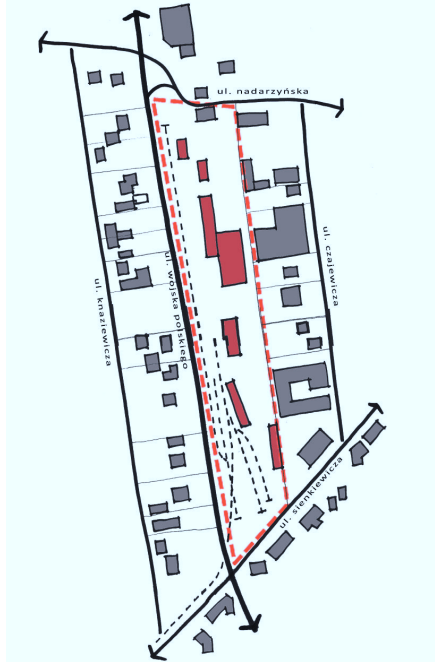 ul. nadarzyńska
ul. czajewicza
ul. wojska polskiego
ul. knaziewicza
ul. sienkiewicza